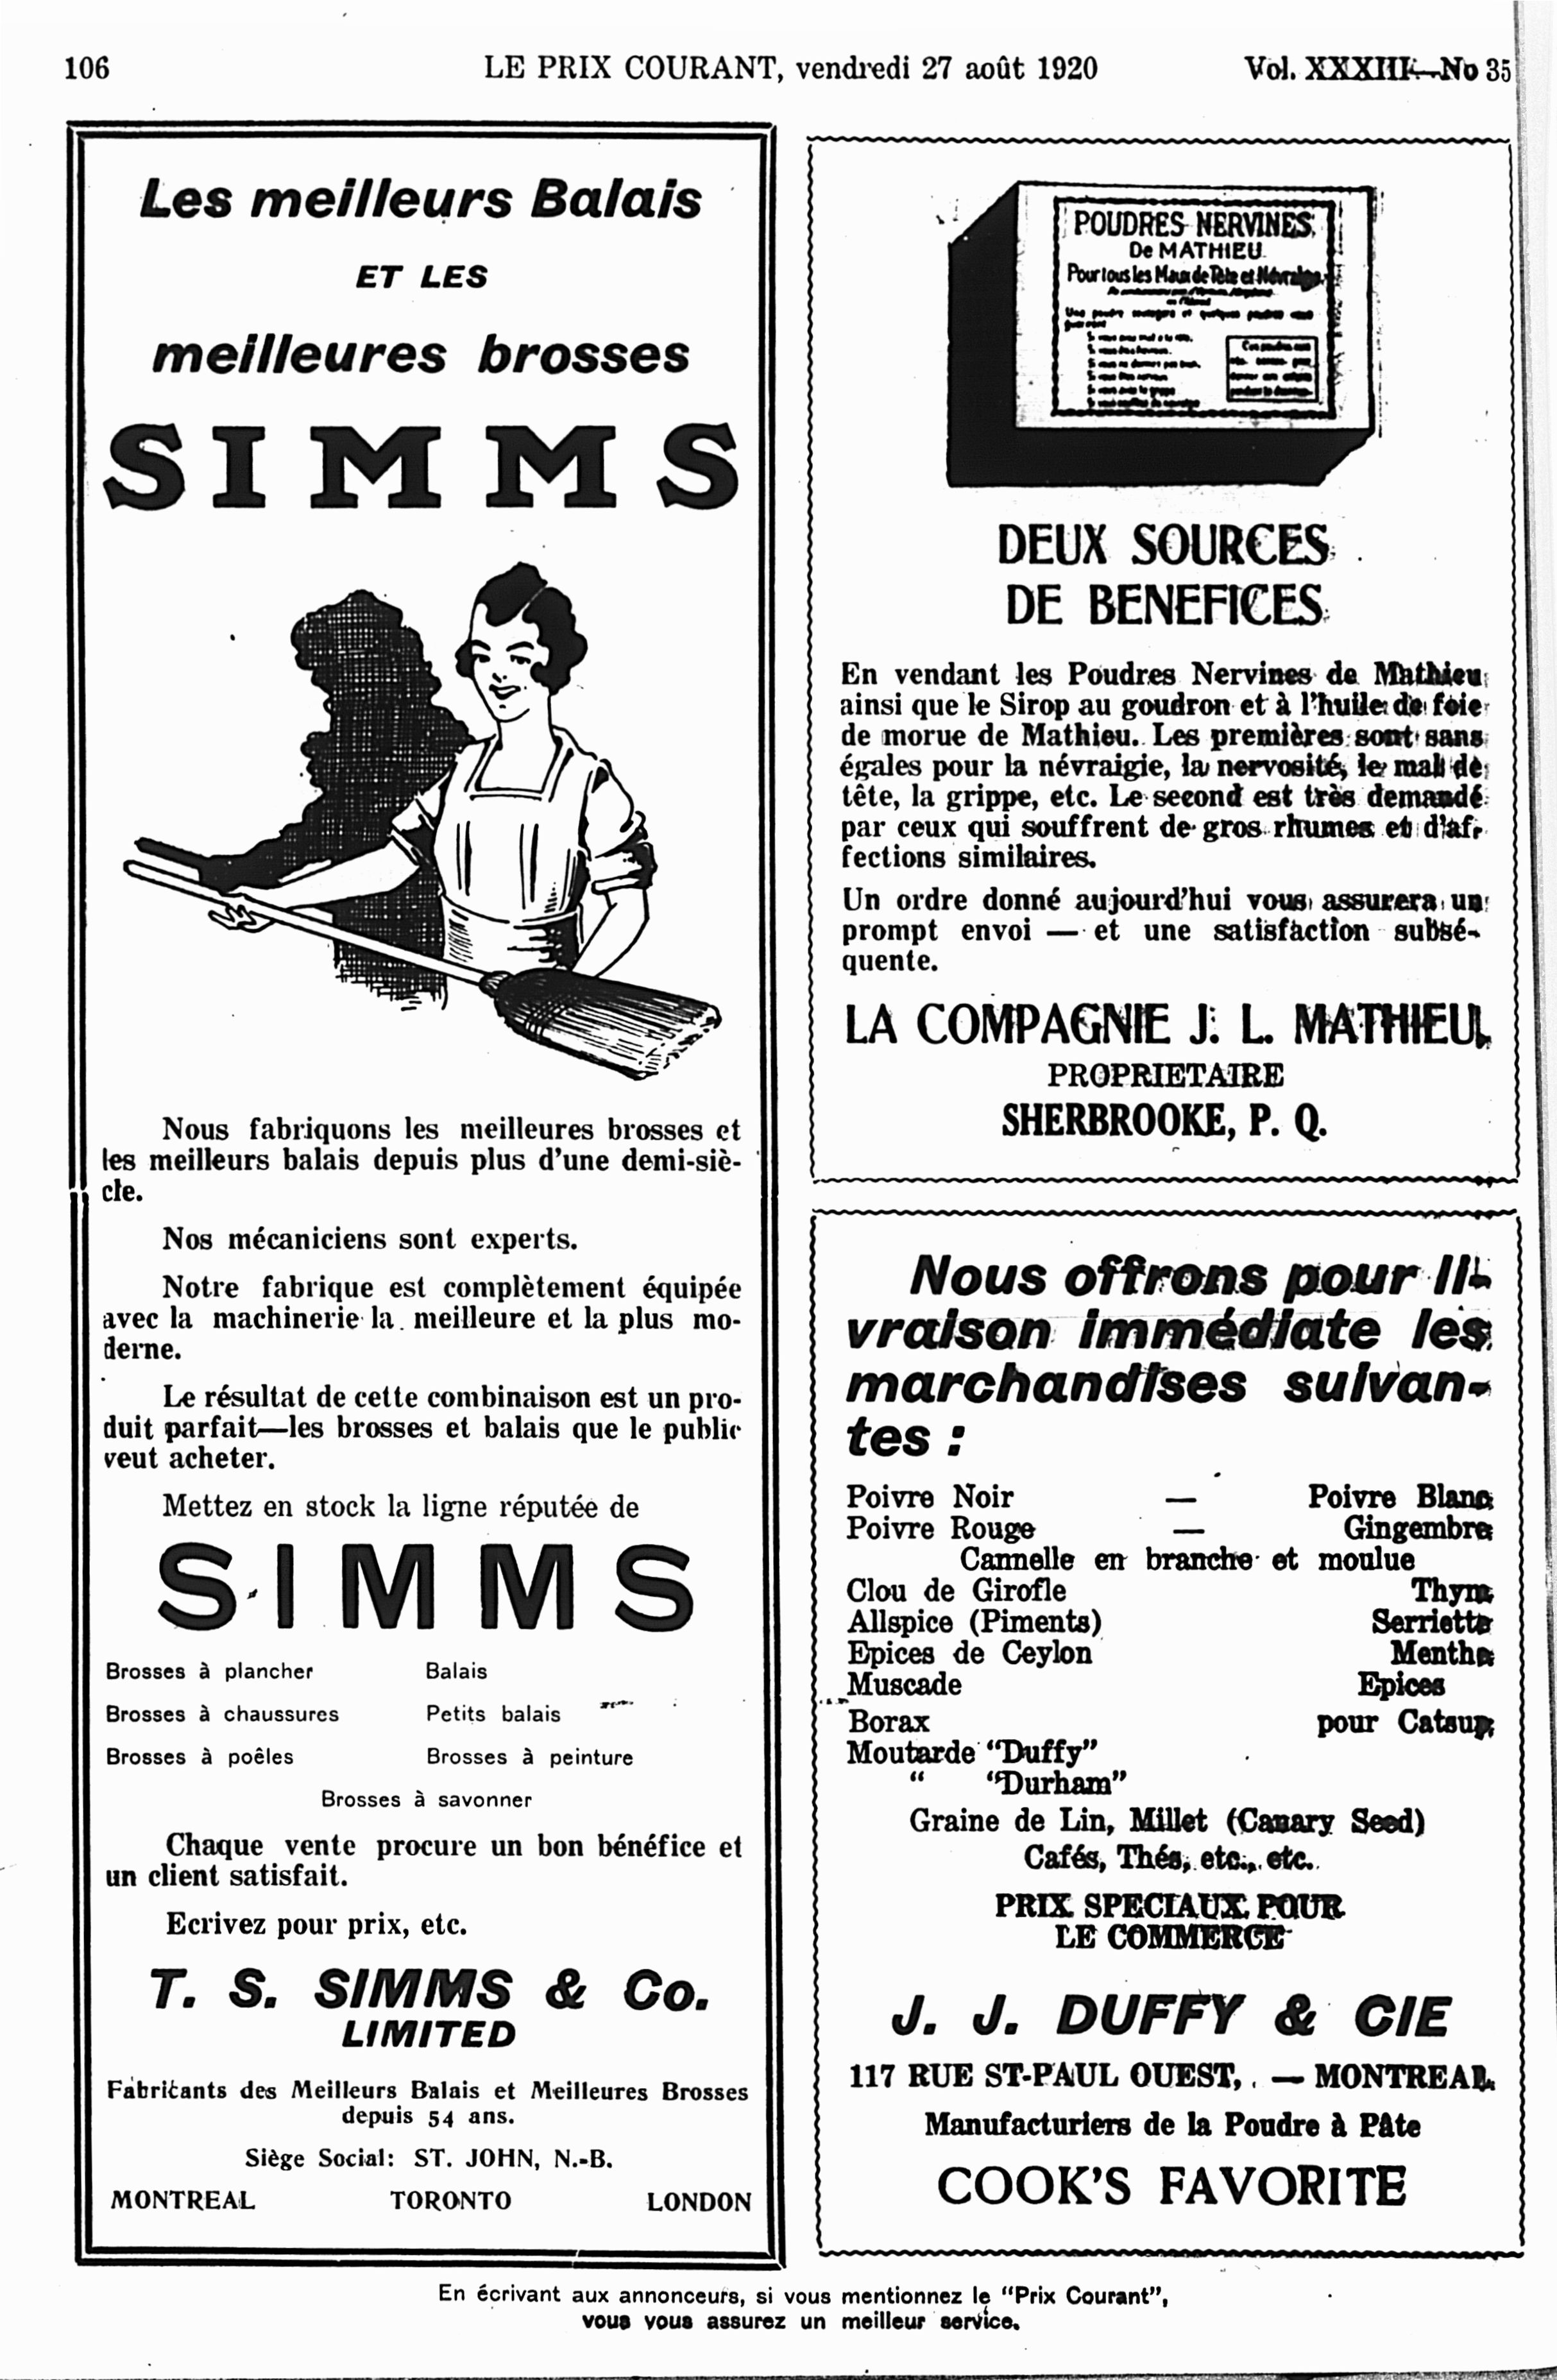 106
LE PRIX COURANT, vendredi 27 août 1920
Vol. XXXIII—No 35
Les meilleurs Balais
ET LES
meilleures brosses
SIMMS
Nous fabriquons les meilleures brosses et
les meilleurs balais depuis plus d'une demi-siè-
cle.
Nos mécaniciens sont experts.
Notre fabrique est complètement équipée
avec la machinerie la meilleure et la plus mo-
derne.
Le résultat de cette combinaison est un pro-
duit parfait—les brosses et balais que le public
veut acheter.
Mettez en stock la ligne réputée de
SIMMS
Brosses à plancher Balais
Brosses à chaussures Petits balais
Brosses à poêles Brosses à peinture
Brosses à savonner
Chaque vente procure un bon bénéfice et
un client satisfait.
Ecrivez pour prix, etc.
T. S. SIMMS & Co.
LIMITED
Fabricants des Meilleurs Balais et Meilleures Brosses
depuis 54 ans.
Siège Social: ST. JOHN, N.-B.
MONTREAL TORONTO LONDON
POUDRES NERVINES
De MATHIEU
Pour tous les Maux de Tête et Névralgie
DEUX SOURCES
DE BENEFICES
En vendant les Poudres Nervines de Mathieu
ainsi que le Sirop au goudron et à l'huile de foie
de morue de Mathieu. Les premières sont sans
égales pour la névraigie, la nervosité, le mal de
tête, la grippe, etc. Le second est très demandé
par ceux qui souffrent de gros rhumes et d'af-
fections similaires.
Un ordre donné aujourd'hui vous assurera un
prompt envoi — et une satisfaction subsé-
quente.
LA COMPAGNIE J. L. MATHIEU,
PROPRIETAIRE
SHERBROOKE, P. Q.
Nous offrons pour li-
vraison immédiate les
marchandises suivan-
tes :
Poivre Noir — Poivre Blanc
Poivre Rouge — Gingembre
Cannelle en branche et moulue
Clou de Girofle Thym
Allspice (Piments) Serriette
Epices de Ceylon Menthe
Muscade Epices
Borax pour Catsup
Moutarde "Duffy"
" "Durham"
Graine de Lin, Millet (Canary Seed)
Cafés, Thés, etc., etc.
PRIX SPECIAUX POUR
LE COMMERCE
J. J. DUFFY & CIE
117 RUE ST-PAUL OUEST, — MONTREAL
Manufacturiers de la Poudre à Pâte
COOK'S FAVORITE
En écrivant aux annonceurs, si vous mentionnez le "Prix Courant",
vous vous assurez un meilleur service.